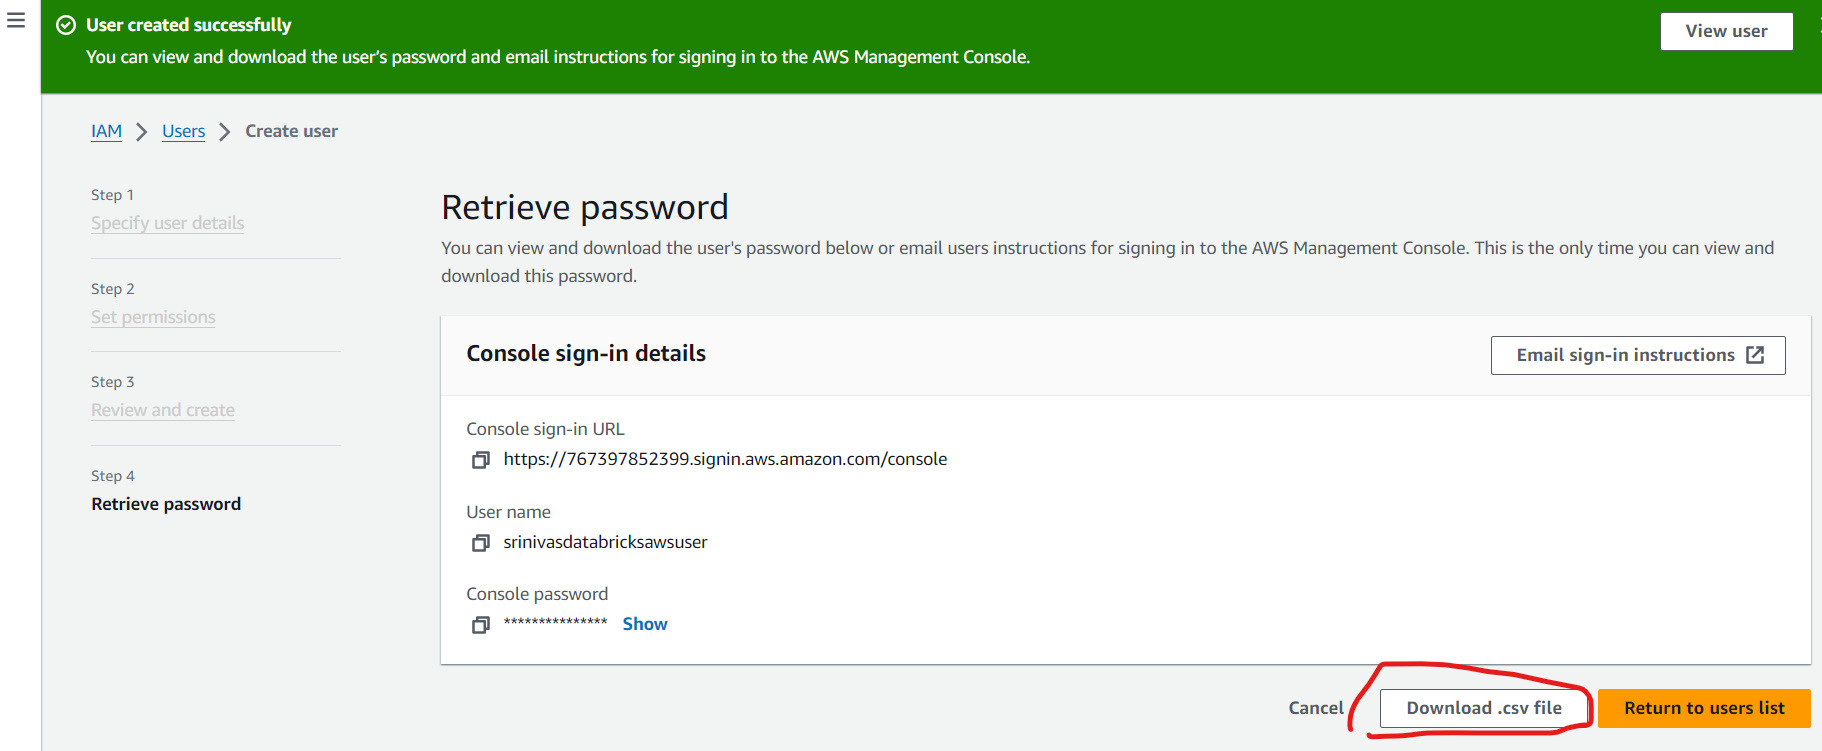 User created successfully
View user
You can view and download the user's password and email instructions for signing in to the AWS Management Console.
IAM > Users > Create user
Step 1
Specify user details
Step 2
Set permissions
Step 3
Review and create
Step 4
Retrieve password
Retrieve password
You can view and download the user's password below or email users instructions for signing in to the AWS Management Console. This is the only time you can view and
download this password.
Console sign-in details
Email sign-in instructions
Console sign-in URL
https://767397852399.signin.aws.amazon.com/console
User name
srinivasdatabricksawsuser
Console password
*************** Show
Cancel
Download .csv file
Return to users list